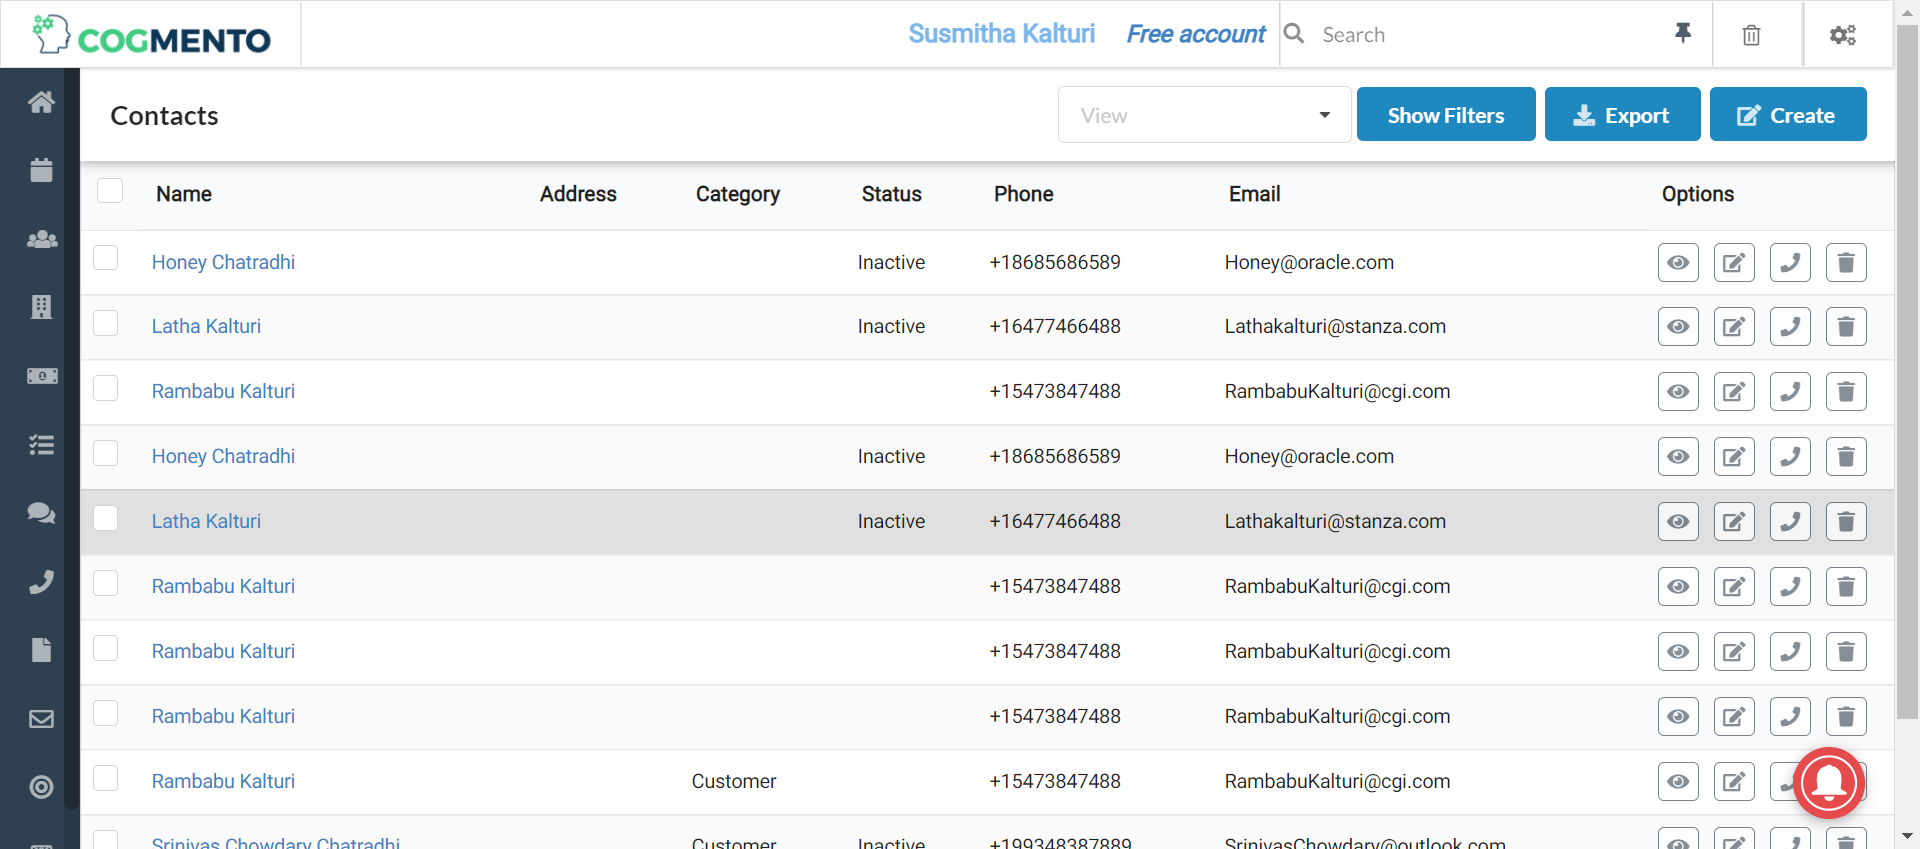 COGMENTO
Susmitha Kalturi Free account Search
Contacts View Show Filters Export Create
Name Address Category Status Phone Email Options
Honey Chatradhi Inactive +18685686589 Honey@oracle.com
Latha Kalturi Inactive +16477466488 Lathakalturi@stanza.com
Rambabu Kalturi +15473847488 RambabuKalturi@cgi.com
Honey Chatradhi Inactive +18685686589 Honey@oracle.com
Latha Kalturi Inactive +16477466488 Lathakalturi@stanza.com
Rambabu Kalturi +15473847488 RambabuKalturi@cgi.com
Rambabu Kalturi +15473847488 RambabuKalturi@cgi.com
Rambabu Kalturi +15473847488 RambabuKalturi@cgi.com
Rambabu Kalturi Customer +15473847488 RambabuKalturi@cgi.com
Srinivas Chowdary Chatradhi Customer Inactive +199348387889 SrinivasChowdary@outlook.com